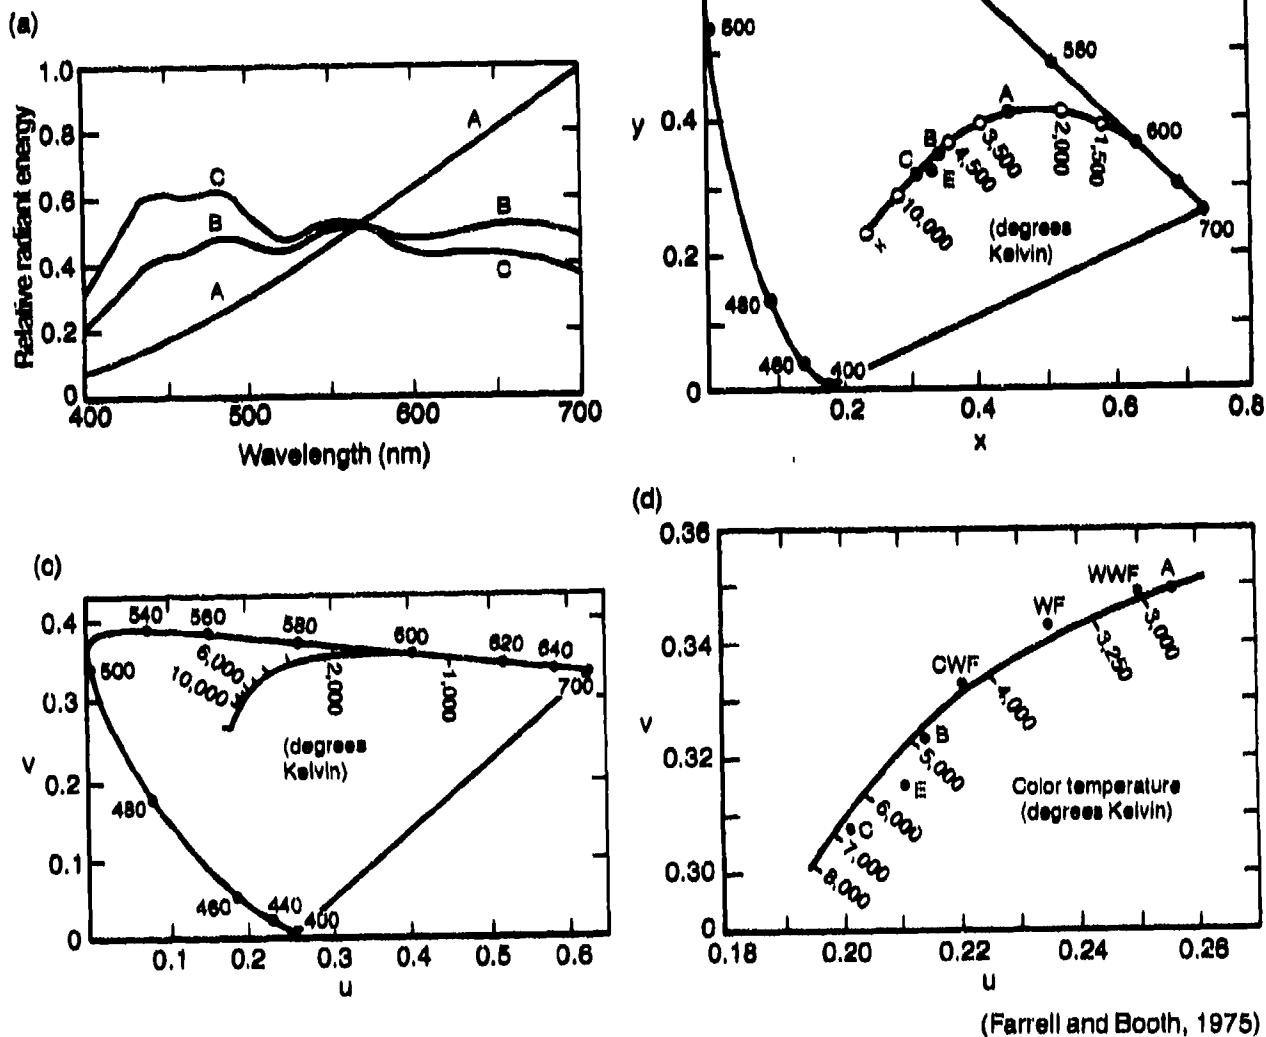 (a)
1.0
0.8
0.6
0.4
0.2
0
Relative radiant energy
A
C
B
A
B
C
400
500
600
700
Wavelength (nm)
500
560
y
0.4
A
600
B
C
E
4,500
3,500
2,000
1,500
10,000
(degrees
Kelvin)
700
0.2
480
460
400
0
0.2
0.4
0.6
0.8
x
(c)
0.4
540
560
580
600
620
640
500
6,000
10,000
2,000
1,000
700
0.3
(degrees
Kelvin)
v
0.2
480
0.1
460
440
400
0
0.1
0.2
0.3
0.4
0.5
0.6
u
(d)
0.36
WWF
A
WF
3,000
0.34
CWF
3,250
4,000
v
B
0.32
5,000
E
Color temperature
(degrees Kelvin)
6,000
C
7,000
0.30
8,000
0
0.18
0.20
0.22
0.24
0.26
u
(Farrell and Booth, 1975)